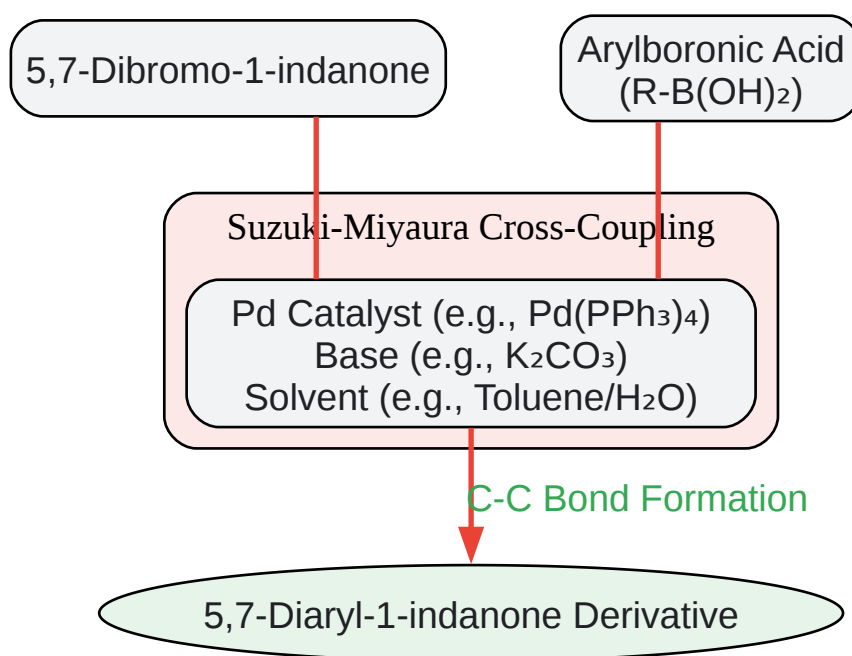 5,7-Dibromo-1-indanone
Arylboronic Acid
(R-B(OH)₂)
Suzuki-Miyaura Cross-Coupling
Pd Catalyst (e.g., Pd(PPh₃)₄)
Base (e.g., K₂CO₃)
Solvent (e.g., Toluene/H₂O)
C-C Bond Formation
5,7-Diaryl-1-indanone Derivative